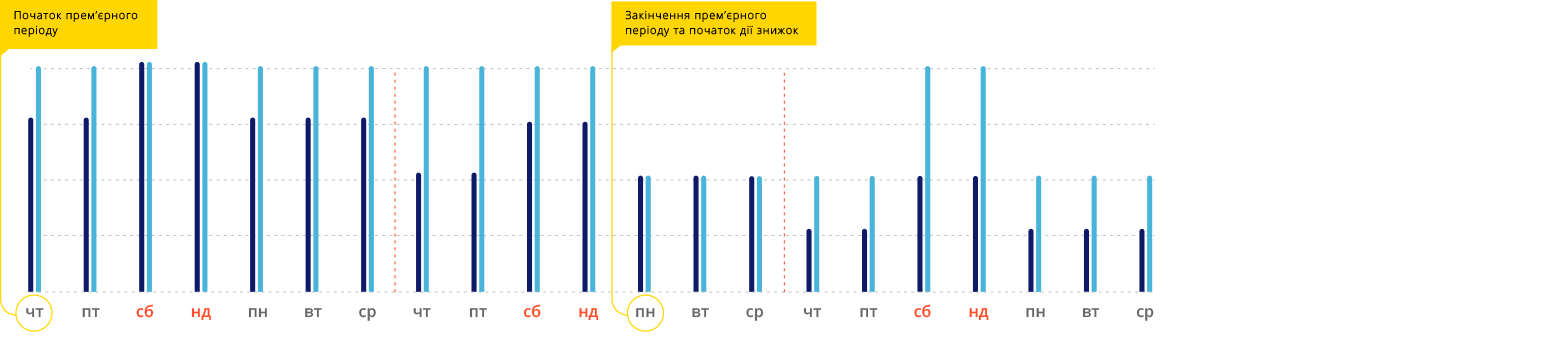 Початок прем’єрного
періоду
Закінчення прем’єрного
періоду та початок дії знижок
чт пт сб нд пн вт ср чт пт сб нд пн вт ср чт пт сб нд пн вт ср